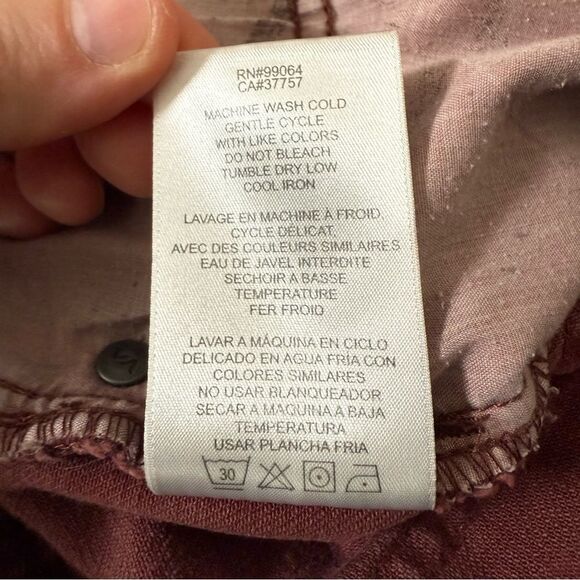 RN#99064
CA#37757
MACHINE WASH COLD
GENTLE CYCLE
WITH LIKE COLORS
DO NOT BLEACH
TUMBLE DRY LOW
COOL IRON
LAVAGE EN MACHINE À FROID
CYCLE DÉLICAT
AVEC DES COULEURS SIMILAIRES
EAU DE JAVEL INTERDITE
SECHOIR A BASSE
TEMPERATURE
FER FROID
LAVAR A MÁQUINA EN CICLO
DELICADO EN AGUA FRIA CON
COLORES SIMILARES
NO USAR BLANQUEADOR
SECAR A MAQUINA A BAJA
TEMPERATURA
USAR PLANCHA FRIA
30